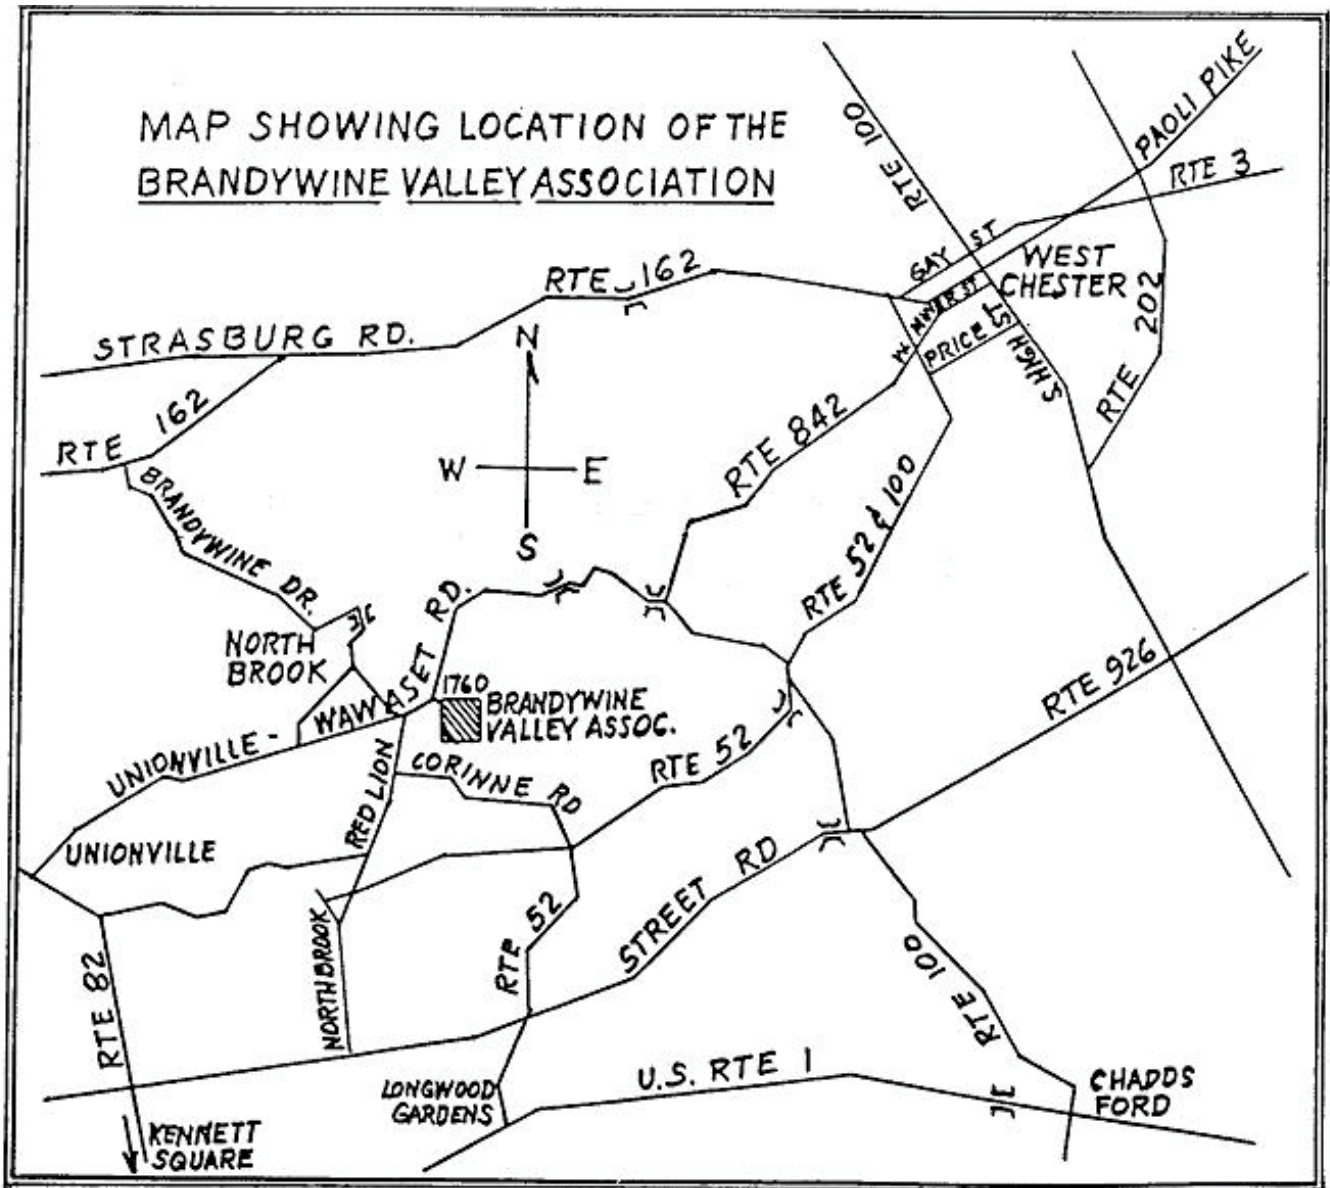 MAP SHOWING LOCATION OF THE
BRANDYWINE VALLEY ASSOCIATION
RTE 100
PAOLI PIKE
RTE 3
GAY ST
WEST
CHESTER
RTE 162
MINER ST
W.
PRICE ST
S. HIGH ST
RTE 202
STRASBURG RD.
N
RTE 162
W
E
S
RTE 842
BRANDYWINE DR.
RTE 52 & 100
NORTH
BROOK
UNIONVILLE - WAWASET RD.
1760
BRANDYWINE
VALLEY ASSOC.
RTE 926
RTE 52
CORINNE RD
RED LION
UNIONVILLE
STREET RD
RTE 52
NORTHBROOK
RTE 82
RTE 100
LONGWOOD
GARDENS
U.S. RTE 1
CHADDS
FORD
KENNETT
SQUARE